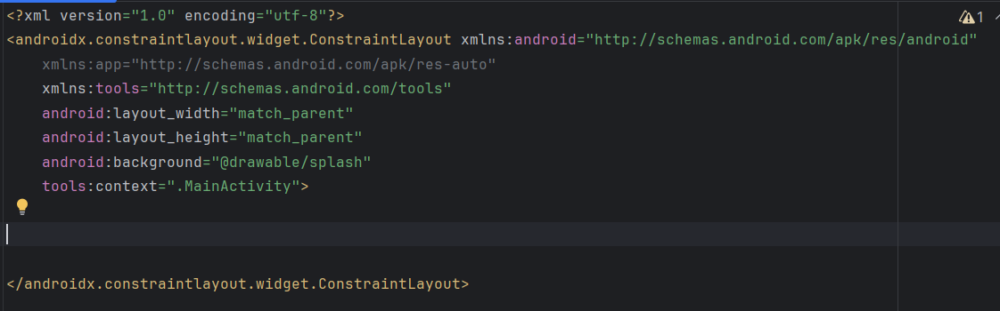 <?xml version="1.0" encoding="utf-8"?>
1
<androidx.constraintlayout.widget.ConstraintLayout xmlns:android="http://schemas.android.com/apk/res/android"
    xmlns:app="http://schemas.android.com/apk/res-auto"
    xmlns:tools="http://schemas.android.com/tools"
    android:layout_width="match_parent"
    android:layout_height="match_parent"
    android:background="@drawable/splash"
    tools:context=".MainActivity">
</androidx.constraintlayout.widget.ConstraintLayout>